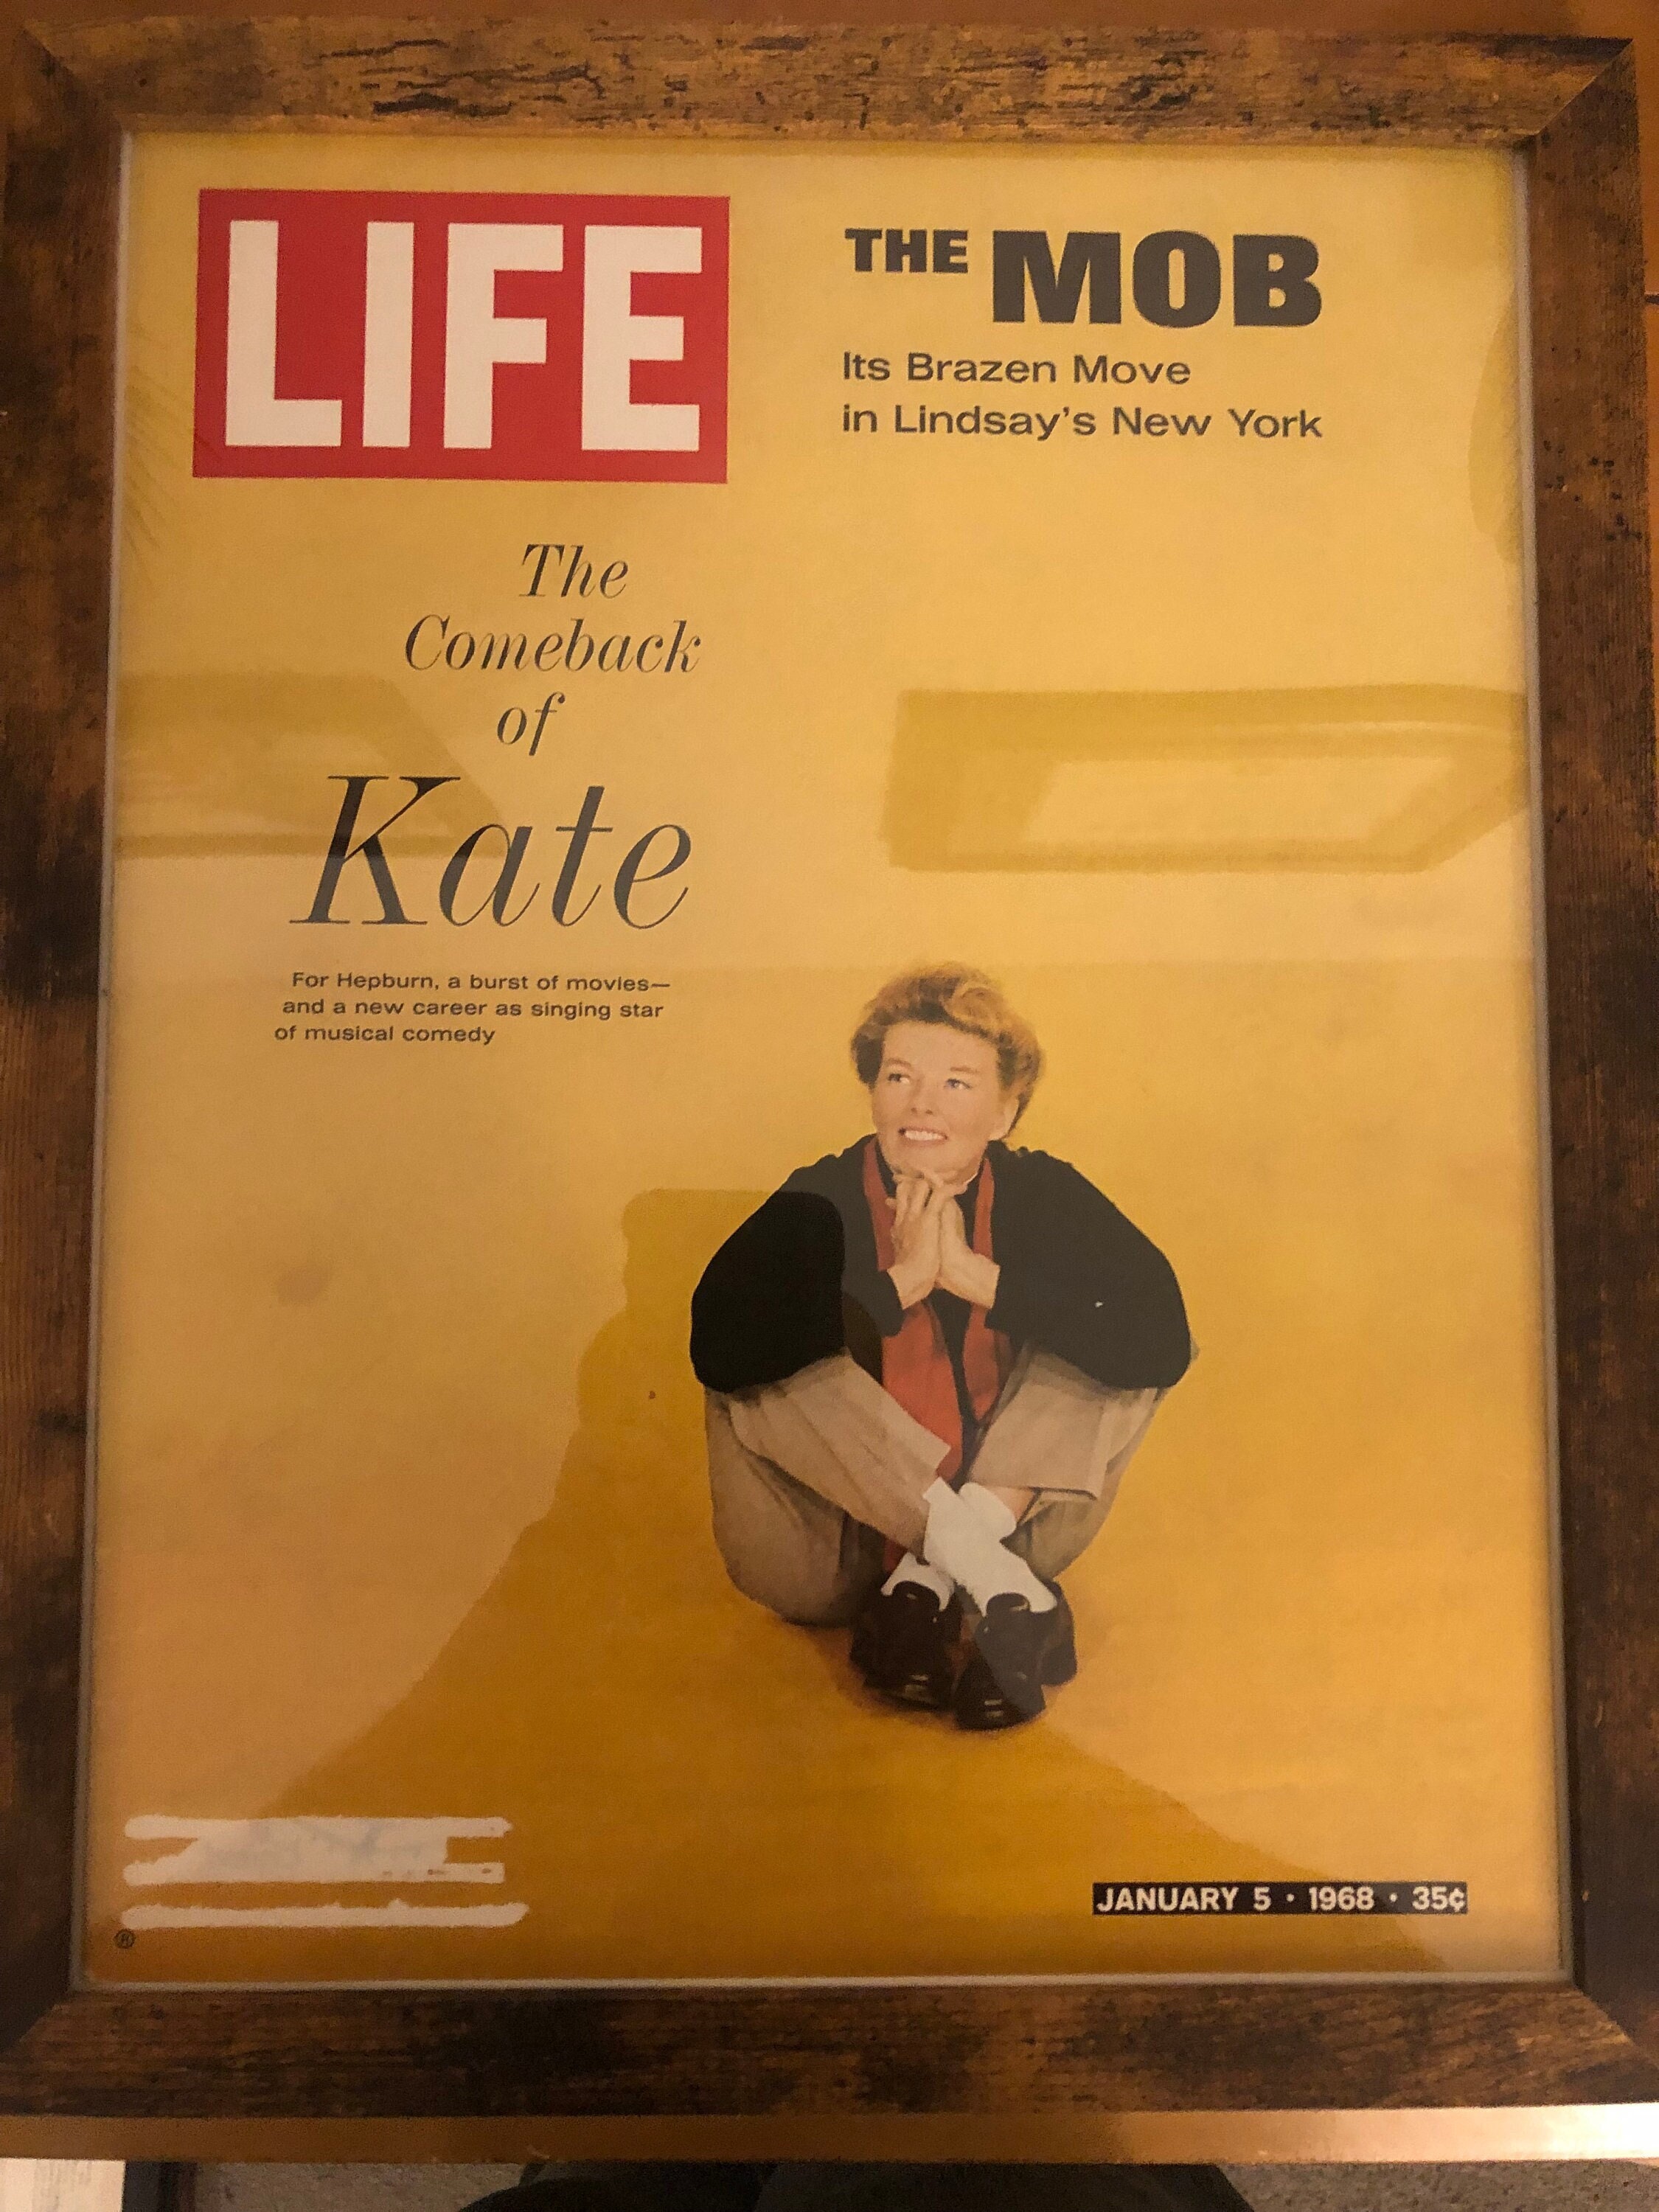 LIFE
THE MOB
Its Brazen Move
in Lindsay's New York
The
Comeback
of
Kate
For Hepburn, a burst of movies—
and a new career as singing star
of musical comedy
JANUARY 5 · 1968 · 35¢
®